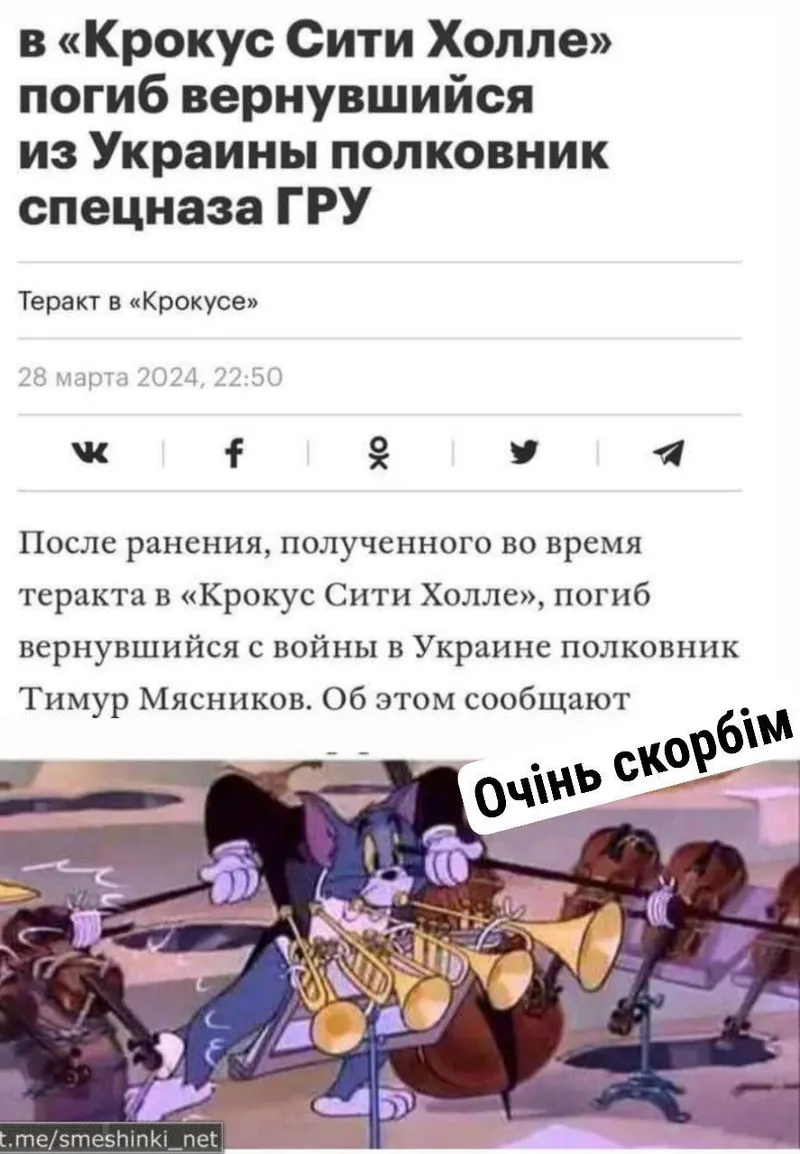 в «Крокус Сити Холле»
погиб вернувшийся
из Украины полковник
спецназа ГРУ
Теракт в «Крокусе»
28 марта 2024, 22:50
После ранения, полученного во время
теракта в «Крокус Сити Холле», погиб
вернувшийся с войны в Украине полковник
Тимур Мясников. Об этом сообщают
Очінь скорбім
t.me/smeshinki_net